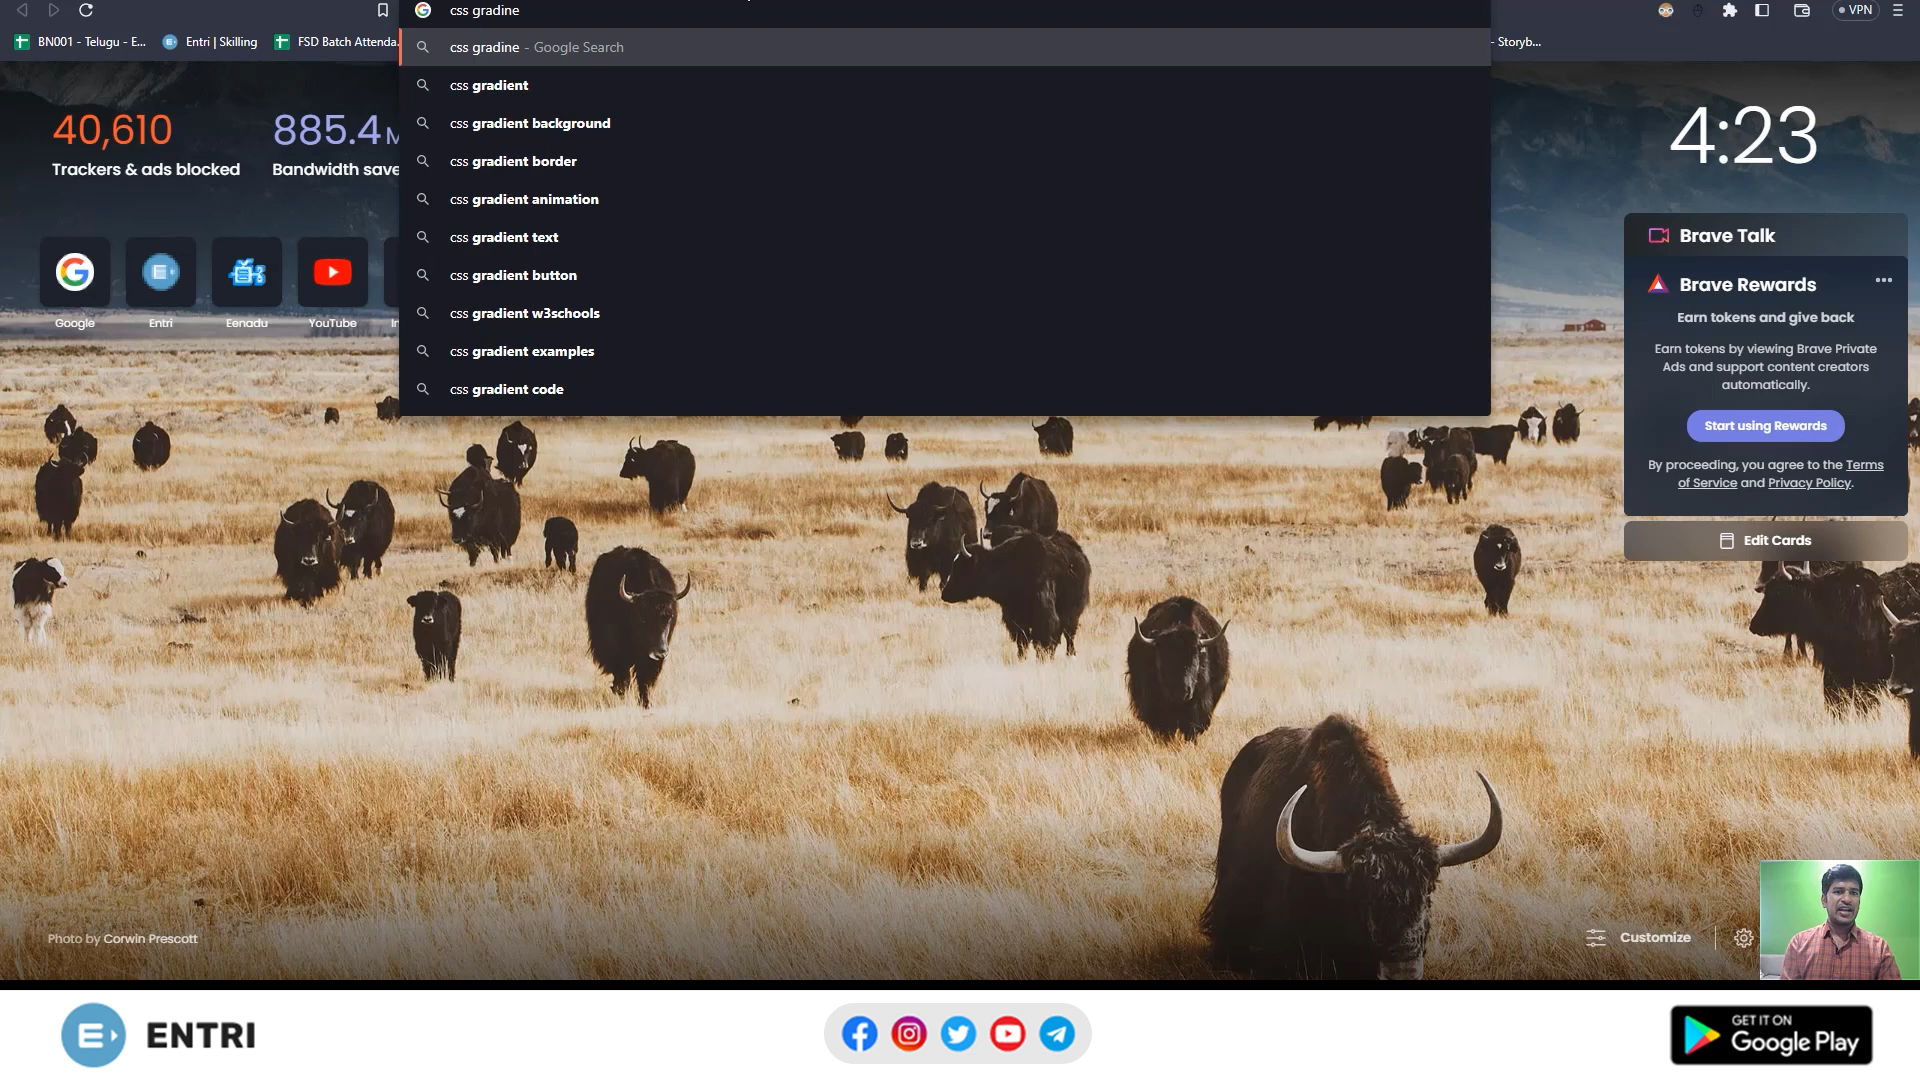 css gradine
VPN
BN001 - Telugu - E...
Entri | Skilling
FSD Batch Attenda
- Storyb...
css gradine - Google Search
css gradient
css gradient background
css gradient border
css gradient animation
css gradient text
css gradient button
css gradient w3schools
css gradient examples
css gradient code
40,610
Trackers & ads blocked
885.4
Bandwidth save
4:23
Google
Entri
Eenadu
YouTube
Brave Talk
Brave Rewards
Earn tokens and give back
Earn tokens by viewing Brave Private
Ads and support content creators
automatically.
Start using Rewards
By proceeding, you agree to the Terms
of Service and Privacy Policy.
Edit Cards
Photo by Corwin Prescott
Customize
E
ENTRI
GET IT ON
Google Play